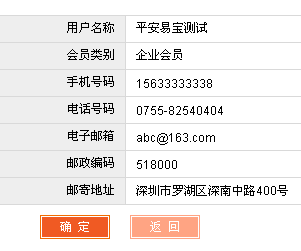 用户名称 平安易宝测试
会员类别 企业会员
手机号码 15633333338
电话号码 0755-82540404
电子邮箱 abc@163.com
邮政编码 518000
邮寄地址 深圳市罗湖区深南中路400号
确 定 返 回